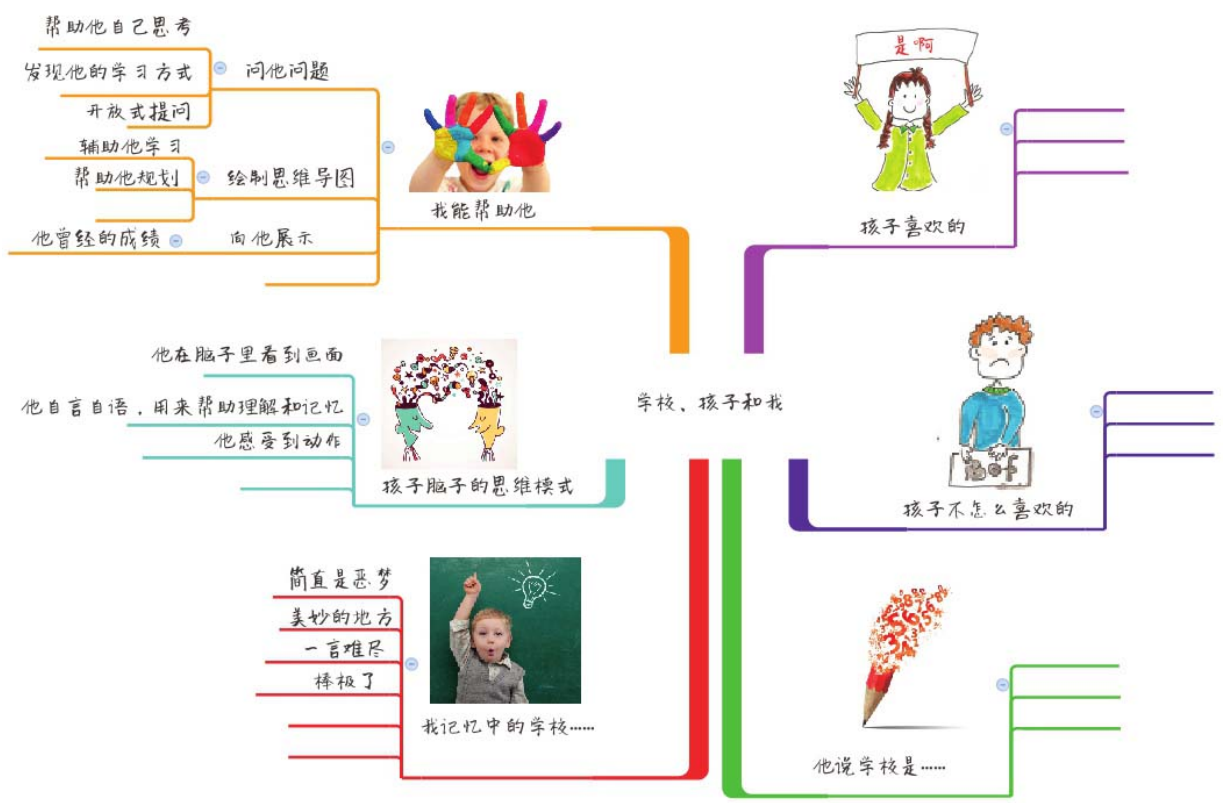 帮助他自己思考
发现他的学习方式
开放式提问
问他问题
辅助他学习
帮助他规划
绘制思维导图
他曾经的成绩
向他展示
我能帮助他
他在脑子里看到画面
他自言自语，用来帮助理解和记忆
他感受到动作
孩子脑子的思维模式
简直是恶梦
美妙的地方
一言难尽
棒极了
我记忆中的学校……
学校、孩子和我
是啊
孩子喜欢的
Bof
孩子不怎么喜欢的
他说学校是……